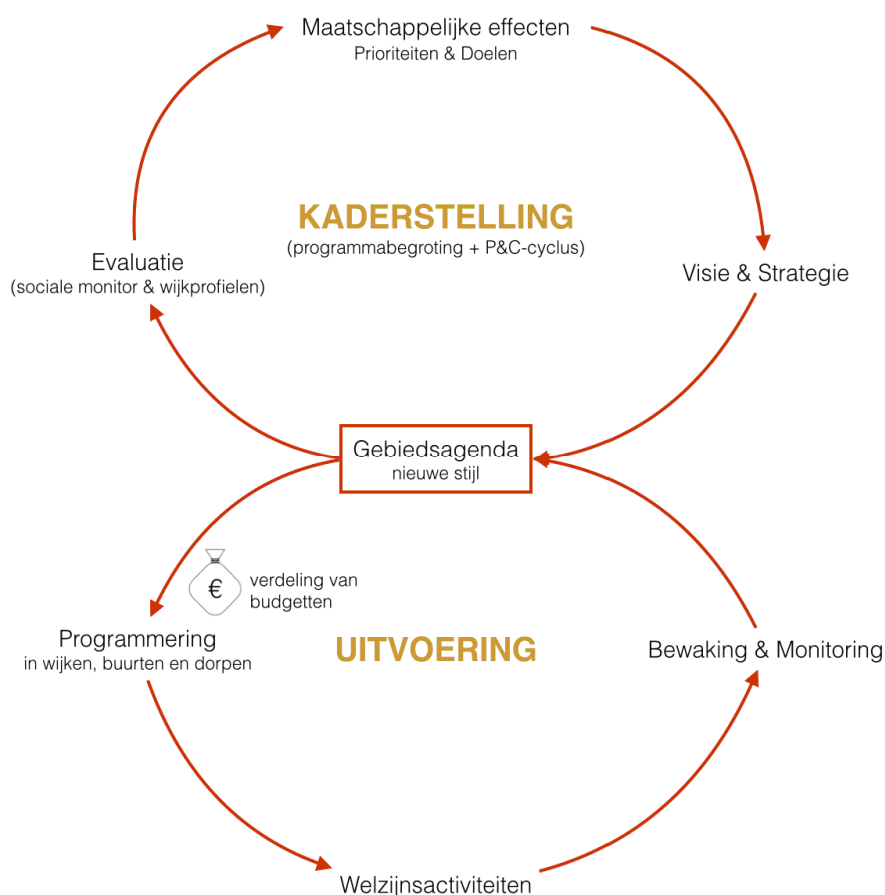 Maatschappelijke effecten
Prioriteiten & Doelen
KADERSTELLING
(programmabegroting + P&C-cyclus)
Evaluatie
(sociale monitor & wijkprofielen)
Visie & Strategie
Gebiedsagenda
nieuwe stijl
€
verdeling van
budgetten
Programmering
in wijken, buurten en dorpen
UITVOERING
Bewaking & Monitoring
Welzijnsactiviteiten